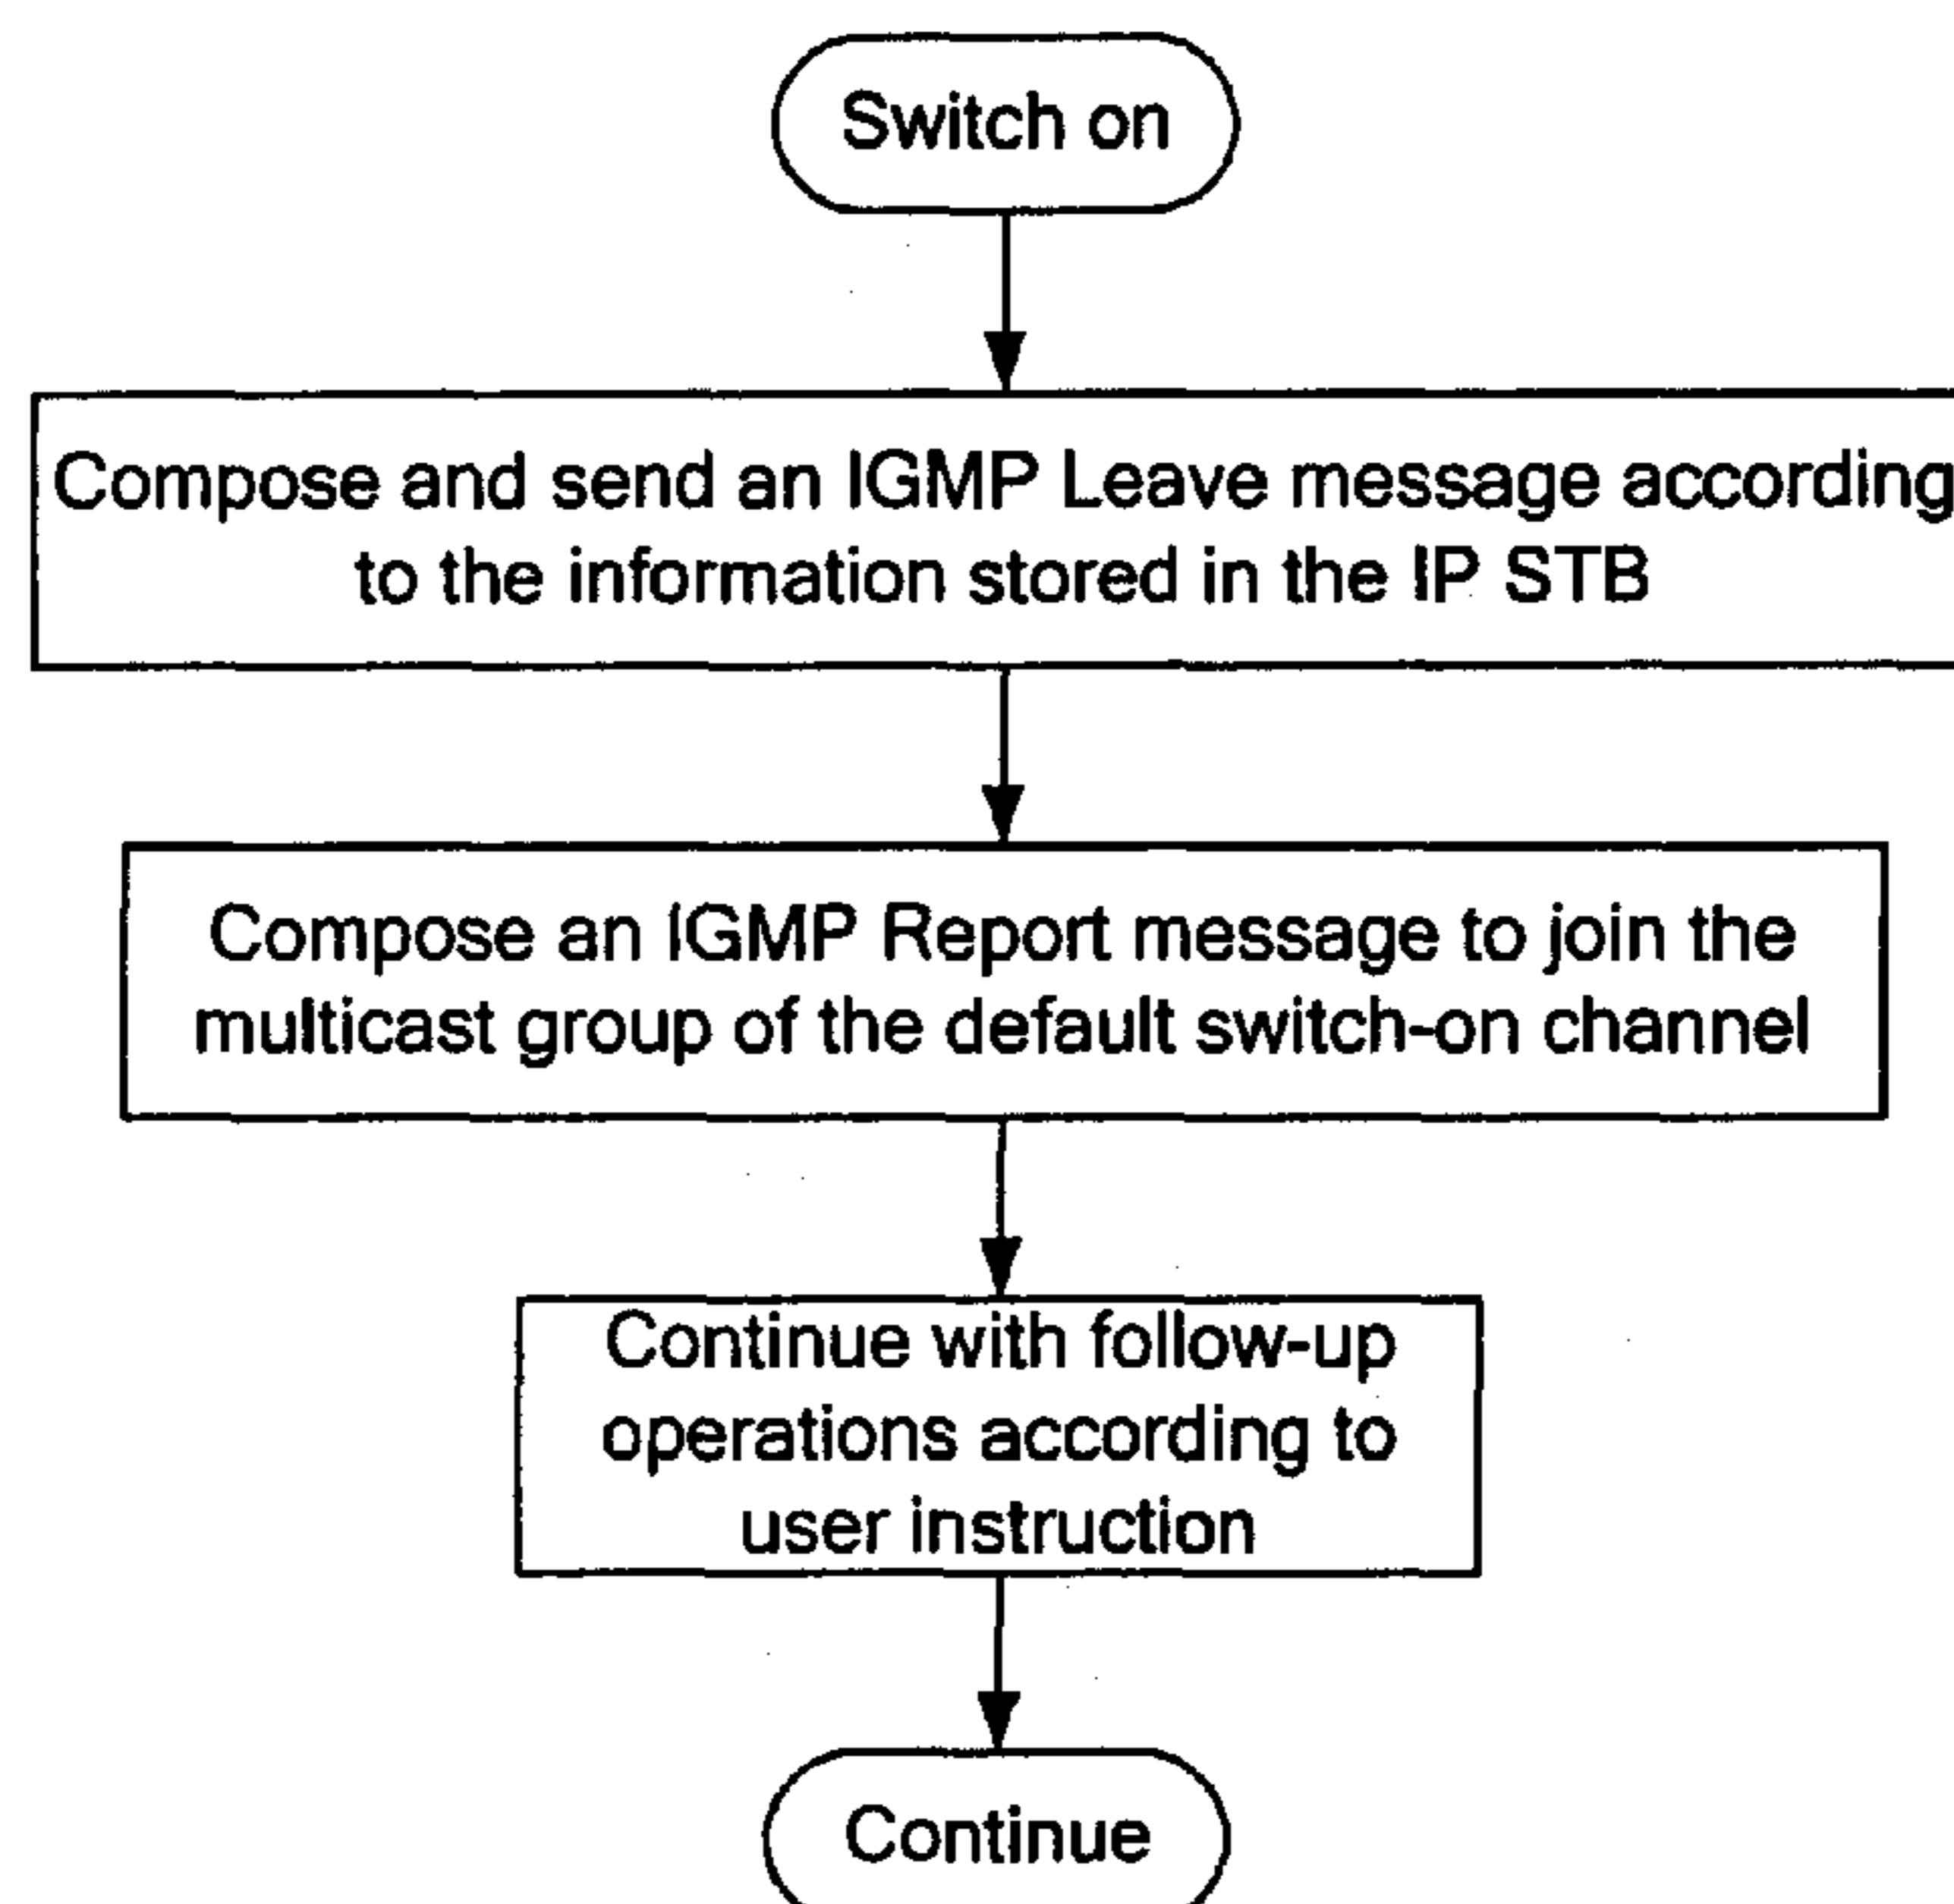 Switch on
Compose and send an IGMP Leave message according
to the information stored in the IP STB
Compose an IGMP Report message to join the
multicast group of the default switch-on channel
Continue with follow-up
operations according to
user instruction
Continue